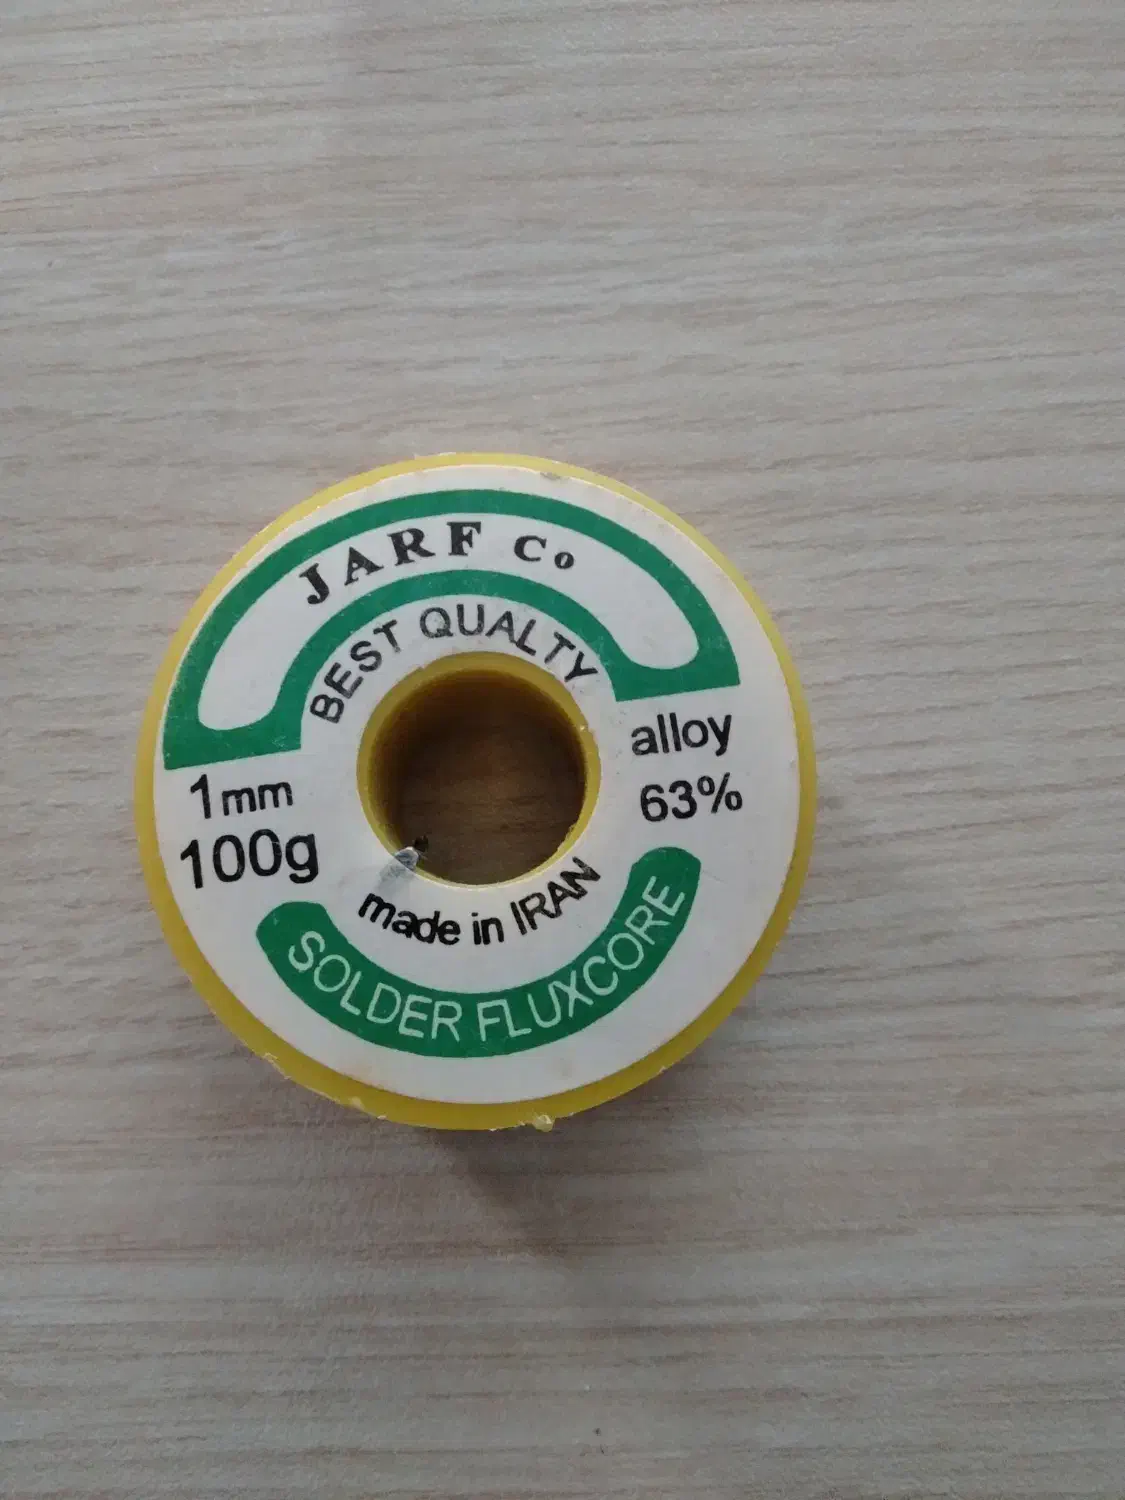 JARF Co
BEST QUALTY
alloy
63%
1mm
100g
made in IRAN
SOLDER FLUXCORE